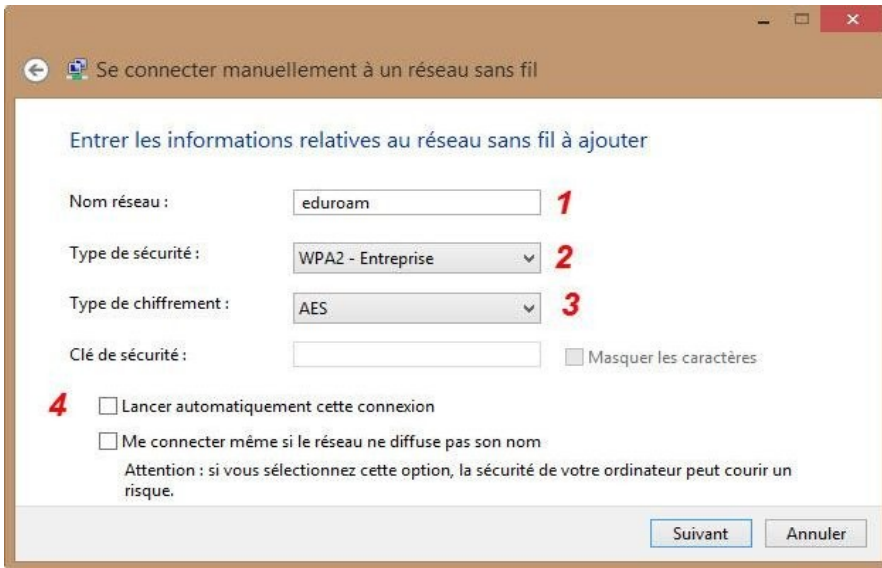 Se connecter manuellement à un réseau sans fil
Entrer les informations relatives au réseau sans fil à ajouter
Nom réseau : eduroam 1
Type de sécurité : WPA2 - Entreprise 2
Type de chiffrement : AES 3
Clé de sécurité : Masquer les caractères
4 Lancer automatiquement cette connexion
Me connecter même si le réseau ne diffuse pas son nom
Attention : si vous sélectionnez cette option, la sécurité de votre ordinateur peut courir un
risque.
Suivant Annuler